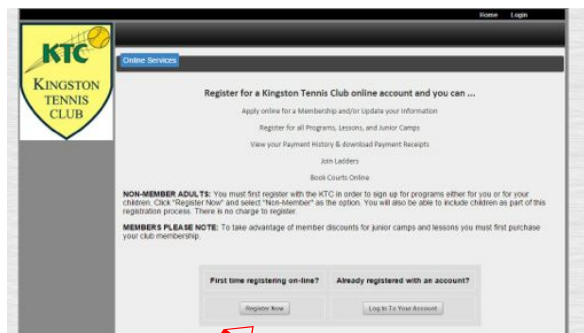 Home Login
KTC
KINGSTON
TENNIS
CLUB
Online Services
Register for a Kingston Tennis Club online account and you can ...
Apply online for a Membership and/or Update your Information
Register for all Programs, Lessons, and Junior Camps
View your Payment History & download Payment Receipts
Join Ladders
Book Courts Online
NON-MEMBER ADULTS: You must first register with the KTC in order to sign up for programs either for you or for your
children. Click "Register Now" and select "Non-Member" as the option. You will also be able to include children as part of this
registration process. There is no charge to register.
MEMBERS PLEASE NOTE: To take advantage of member discounts for junior camps and lessons you must first purchase
your club membership.
First time registering on-line? Already registered with an account?
Register Now Log In To Your Account